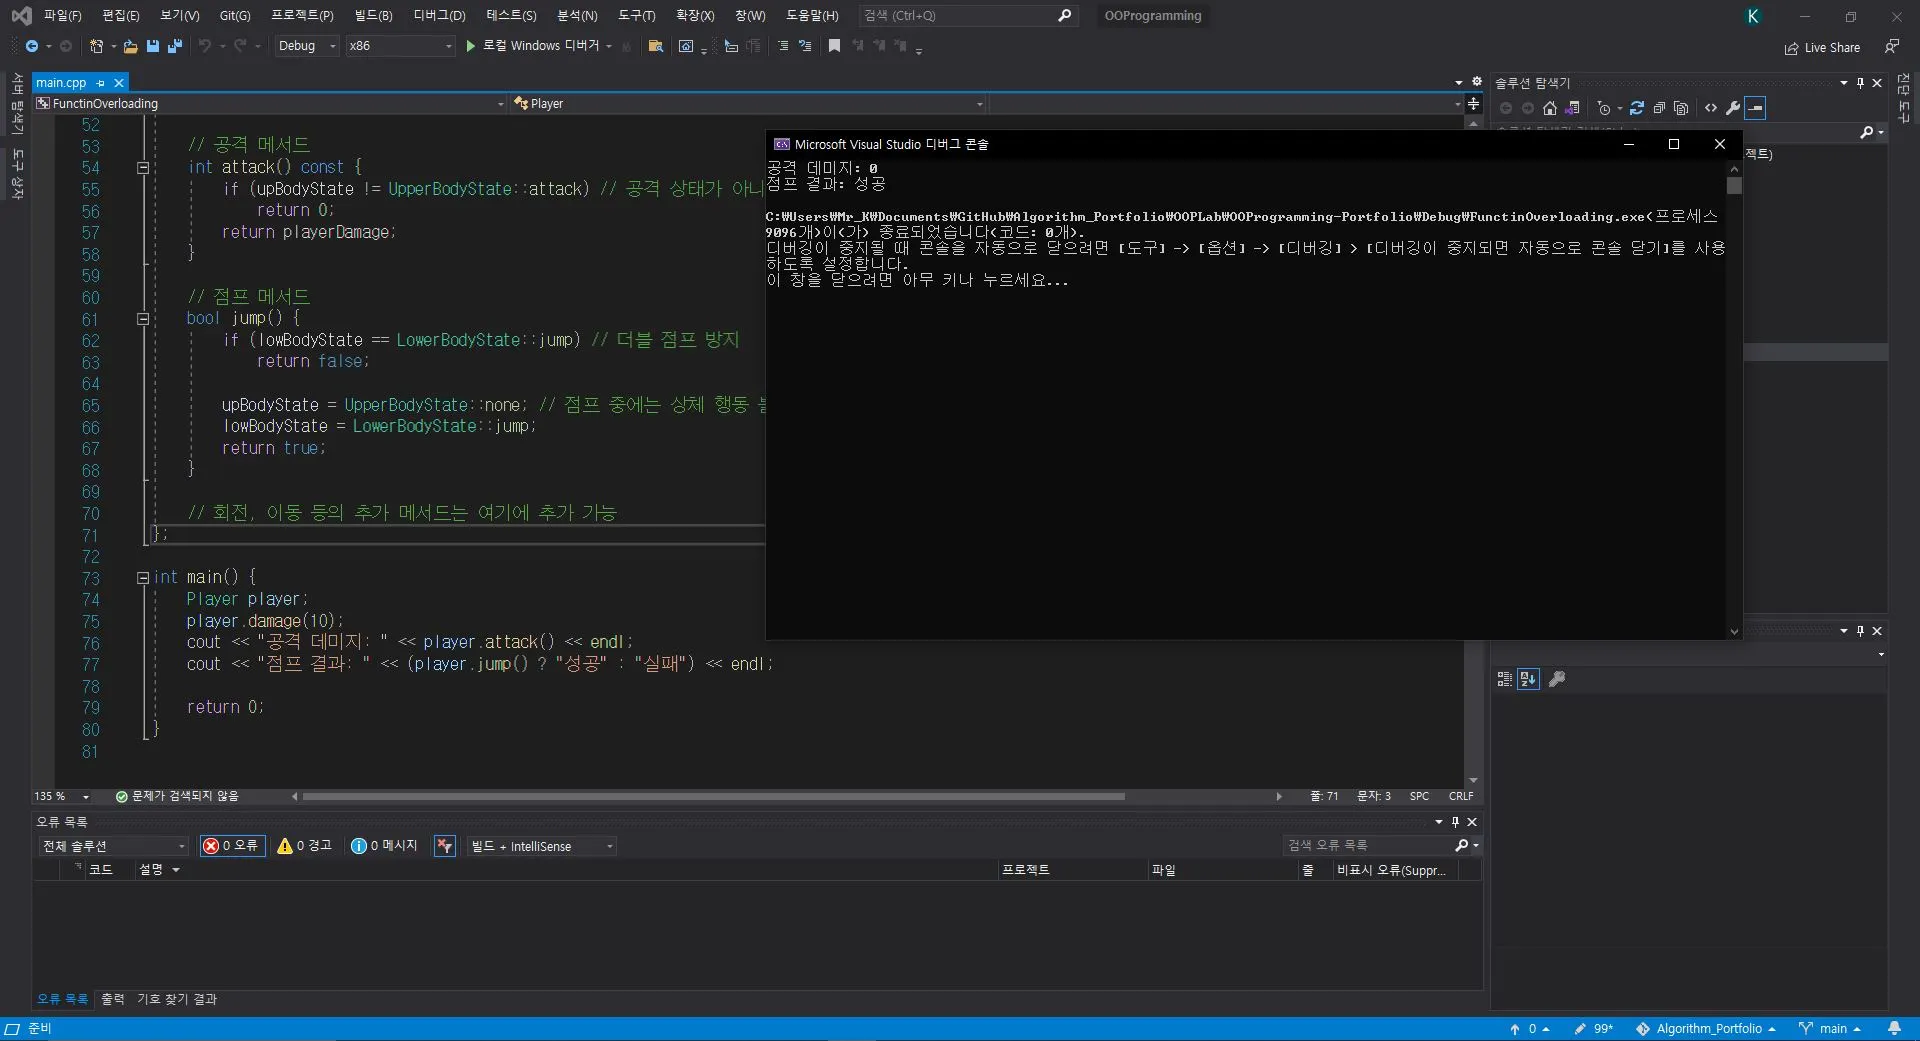 파일(F) 편집(E) 보기(V) Git(G) 프로젝트(P) 빌드(B) 디버그(D) 테스트(S) 분석(N) 도구(T) 확장(X) 창(W) 도움말(H) 검색 (Ctrl+Q) OOProgramming K
Debug x86 로컬 Windows 디버거 Live Share
서버 탐색기
도구 상자
main.cpp
FunctinOverloading Player
52
53 // 공격 메서드
54 int attack() const {
55 if (upBodyState != UpperBodyState::attack) // 공격 상태가 아니
56 return 0;
57 return playerDamage;
58 }
59
60 // 점프 메서드
61 bool jump() {
62 if (lowBodyState == LowerBodyState::jump) // 더블 점프 방지
63 return false;
64
65 upBodyState = UpperBodyState::none; // 점프 중에는 상체 행동
66 lowBodyState = LowerBodyState::jump;
67 return true;
68 }
69
70 // 회전, 이동 등의 추가 메서드는 여기에 추가 가능
71 };
72
73 int main() {
74 Player player;
75 player.damage(10);
76 cout << "공격 데미지: " << player.attack() << endl;
77 cout << "점프 결과: " << (player.jump() ? "성공" : "실패") << endl;
78
79 return 0;
80 }
81
Microsoft Visual Studio 디버그 콘솔
공격 데미지: 0
점프 결과: 성공
C:₩Users₩Mr_K₩Documents₩GitHub₩Algorithm_Portfolio₩OOPLab₩OOProgramming-Portfolio₩Debug₩FunctinOverloading.exe(프로세스
9096개)이(가) 종료되었습니다(코드: 0개).
디버깅이 중지될 때 콘솔을 자동으로 닫으려면 [도구] -> [옵션] -> [디버깅] > [디버깅이 중지되면 자동으로 콘솔 닫기]를 사용
하도록 설정합니다.
이 창을 닫으려면 아무 키나 누르세요...
솔루션 탐색기
젝트)
진단 도구
135 % 문제가 검색되지 않음 줄: 71 문자: 3 SPC CRLF
오류 목록
전체 솔루션 0 오류 0 경고 0 메시지 빌드 + IntelliSense 검색 오류 목록
코드 설명 프로젝트 파일 줄 비표시 오류(Suppr...
오류 목록 출력 기호 찾기 결과
준비 0 99* Algorithm_Portfolio main